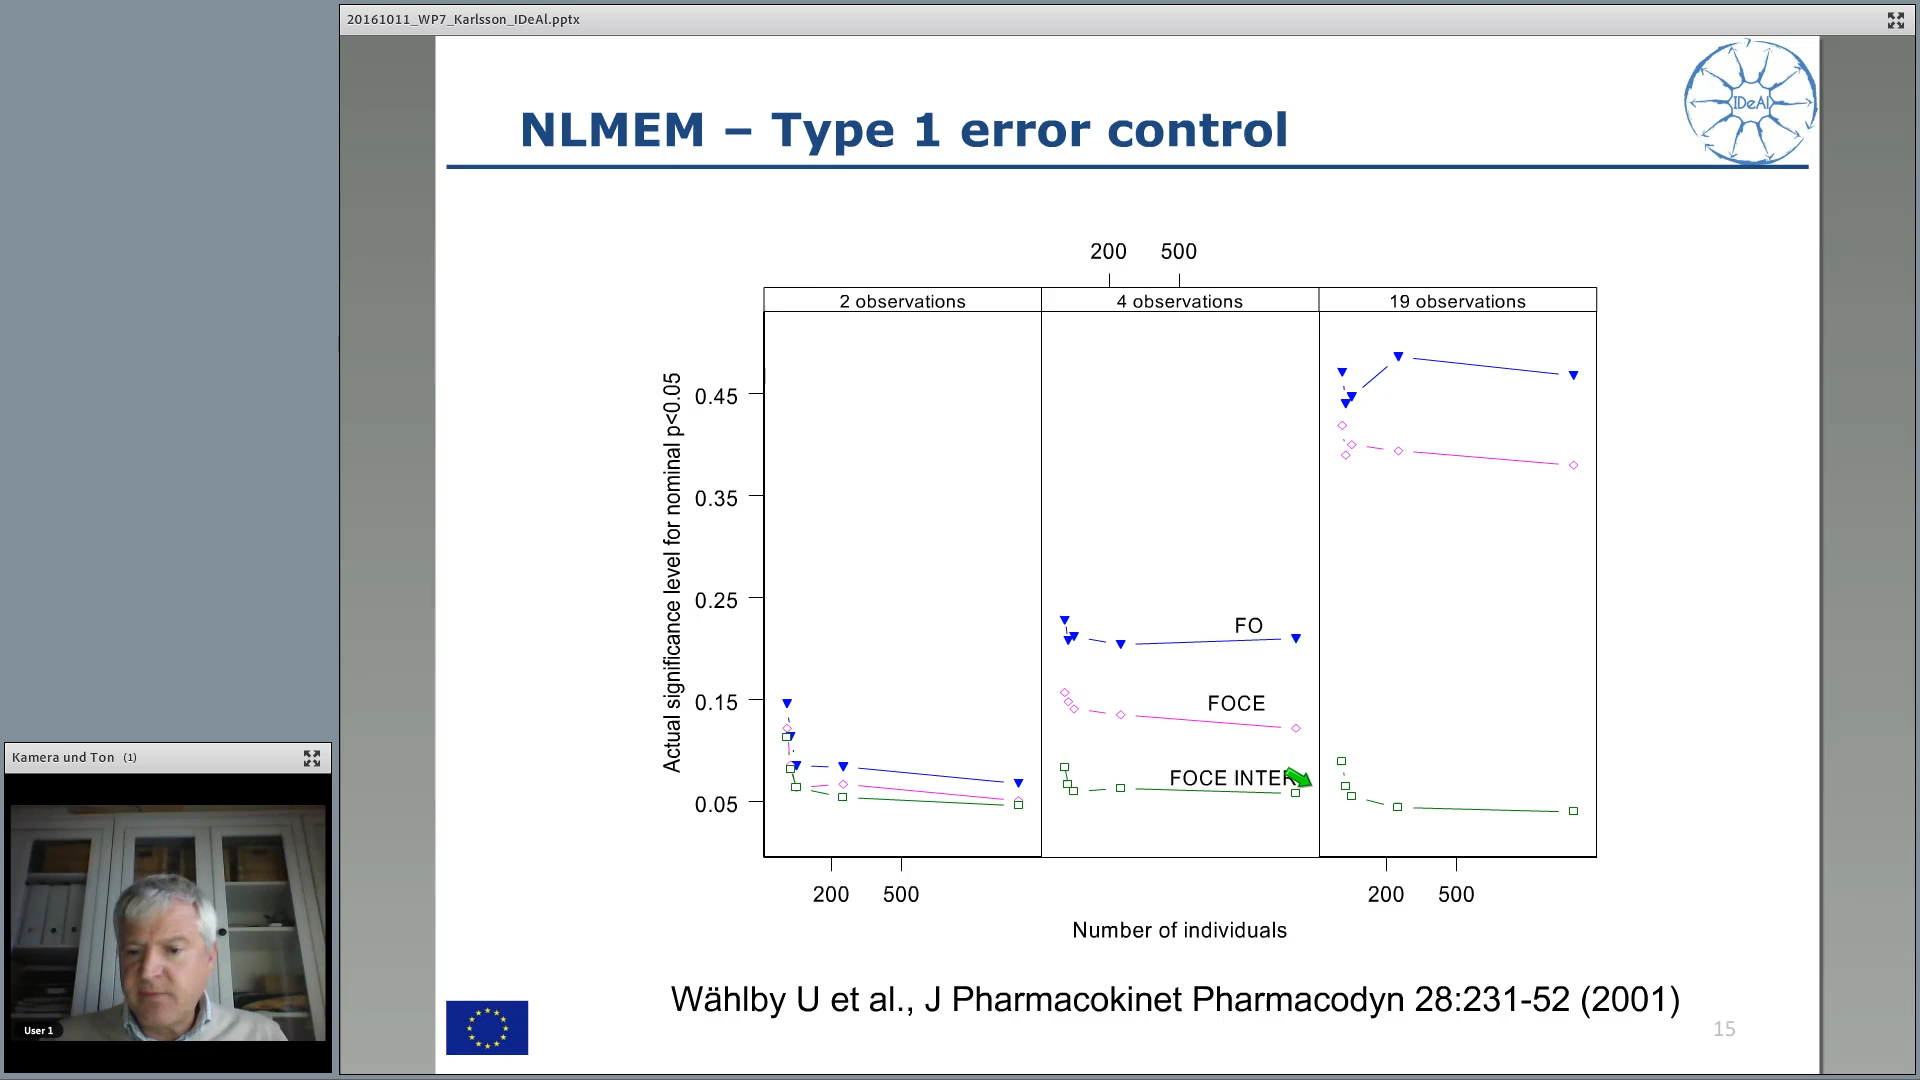 20161011_WP7_Karlsson_IDeAl.pptx
NLMEM – Type 1 error control
IDeAl
200 500
2 observations 4 observations 19 observations
Actual significance level for nominal p<0.05
0.45
0.35
0.25
0.15
0.05
FO
FOCE
FOCE INTER
200 500 200 500
Number of individuals
Wählby U et al., J Pharmacokinet Pharmacodyn 28:231-52 (2001)
15
Kamera und Ton (1)
User 1